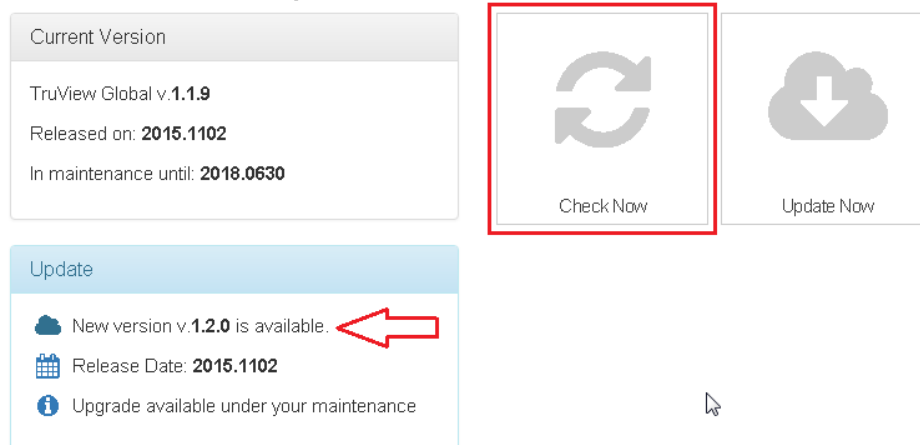 Current Version
TruView Global v.1.1.9
Released on: 2015.1102
In maintenance until: 2018.0630
Check Now
Update Now
Update
New version v.1.2.0 is available.
Release Date: 2015.1102
Upgrade available under your maintenance